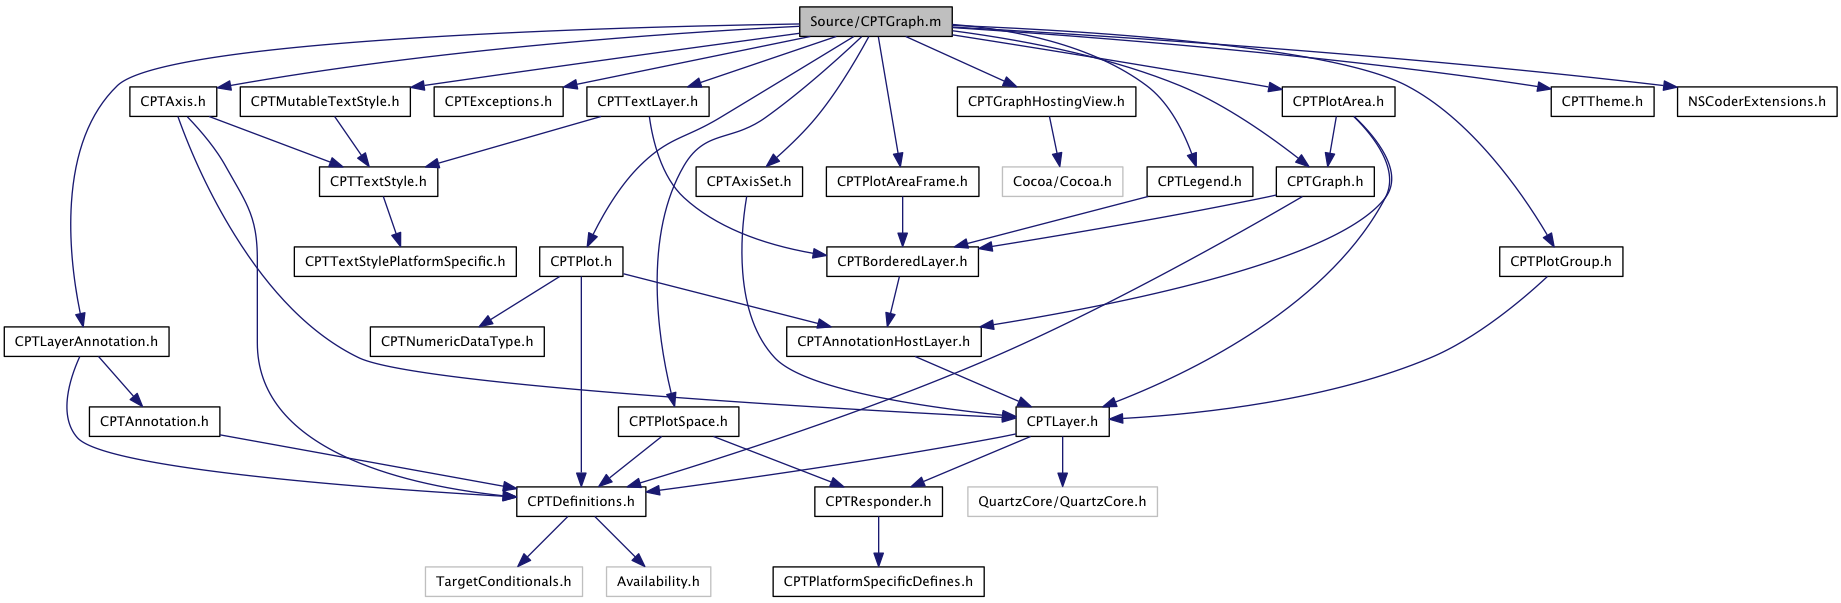 Source/CPTGraph.m
CPTAxis.h
CPTMutableTextStyle.h
CPTExceptions.h
CPTTextLayer.h
CPTGraphHostingView.h
CPTPlotArea.h
CPTTheme.h
NSCoderExtensions.h
CPTTextStyle.h
CPTAxisSet.h
CPTPlotAreaFrame.h
Cocoa/Cocoa.h
CPTLegend.h
CPTGraph.h
CPTTextStylePlatformSpecific.h
CPTPlot.h
CPTBorderedLayer.h
CPTPlotGroup.h
CPTLayerAnnotation.h
CPTNumericDataType.h
CPTAnnotationHostLayer.h
CPTAnnotation.h
CPTPlotSpace.h
CPTLayer.h
CPTDefinitions.h
CPTResponder.h
QuartzCore/QuartzCore.h
TargetConditionals.h
Availability.h
CPTPlatformSpecificDefines.h